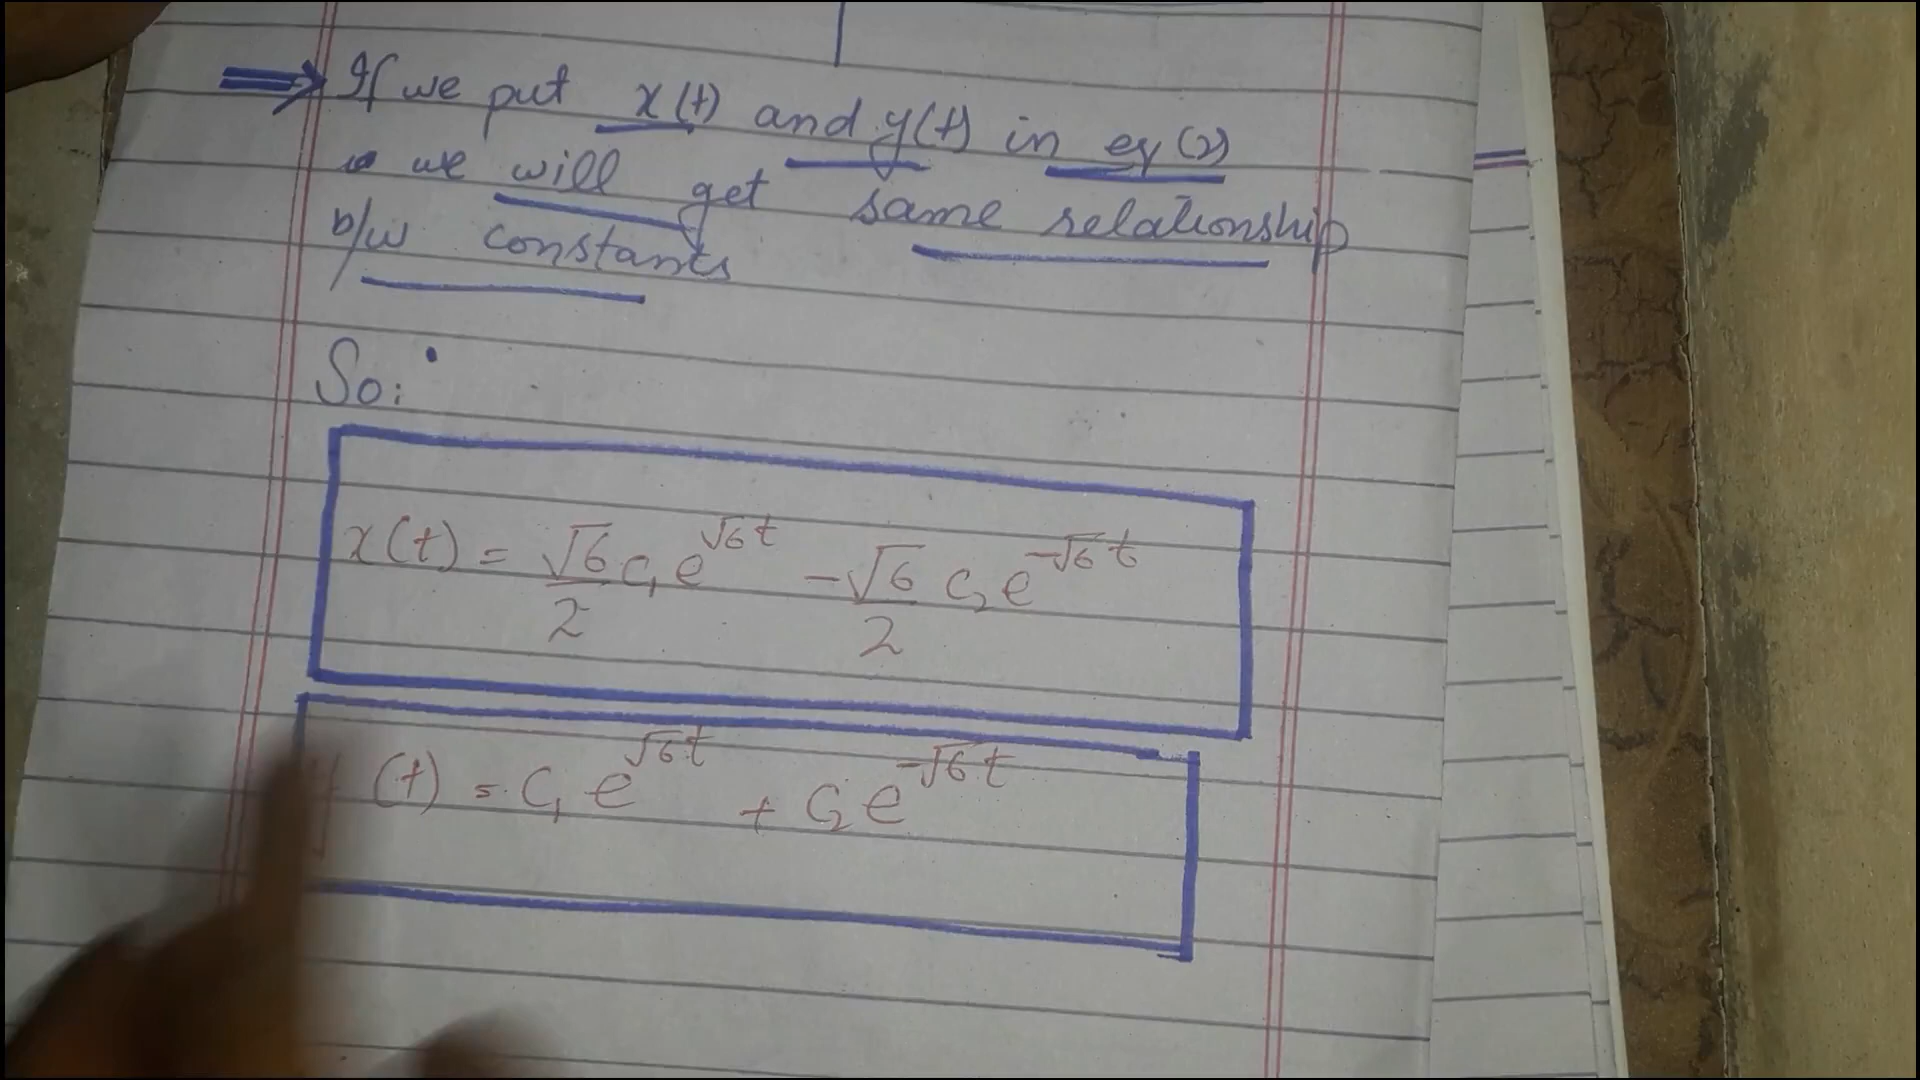 ⇒ If we put x(t) and y(t) in eq (2)
we will get same relationship
b/w constants
So:
x(t) = √6/2 c₁e^√6t - √6/2 c₂e^-√6t
y(t) = c₁e^√6t + c₂e^-√6t